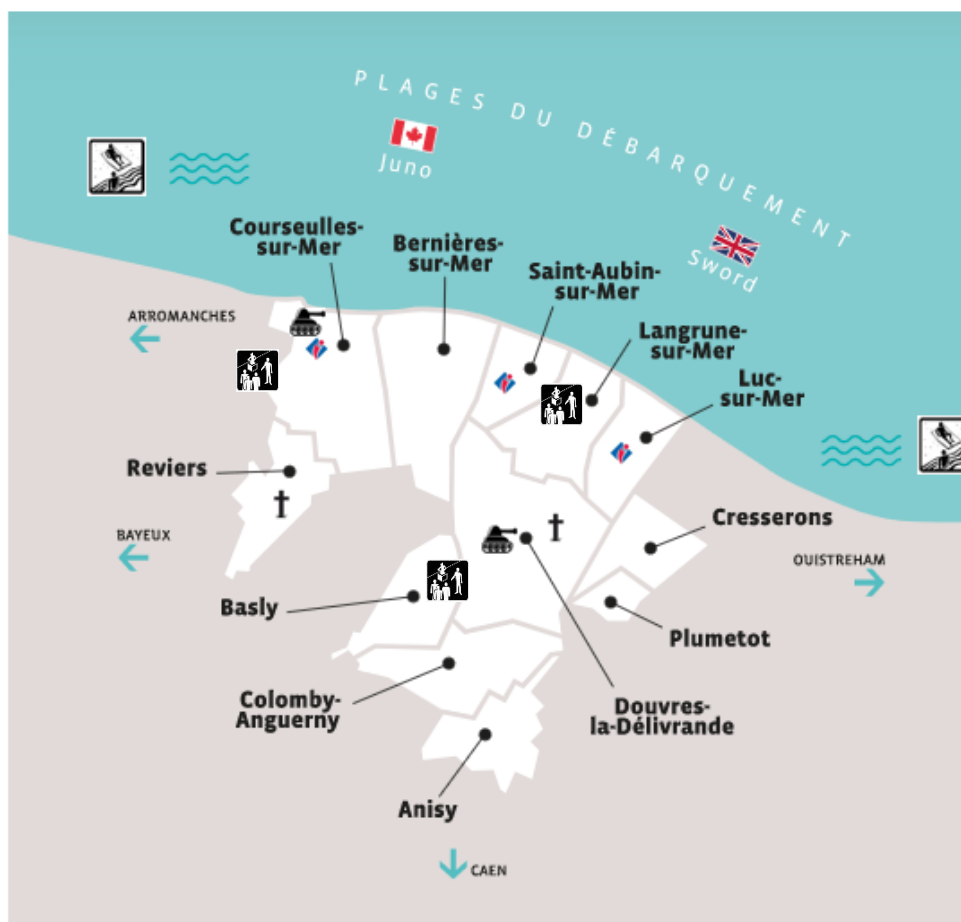 PLAGES DU DÉBARQUEMENT
Juno
Sword
Courseulles-
sur-Mer
Bernières-
sur-Mer
Saint-Aubin-
sur-Mer
Langrune-
sur-Mer
Luc-
sur-Mer
ARROMANCHES
Reviers
BAYEUX
Cresserons
OUISTREHAM
Basly
Plumetot
Colomby-
Anguerny
Douvres-
la-Délivrande
Anisy
CAEN